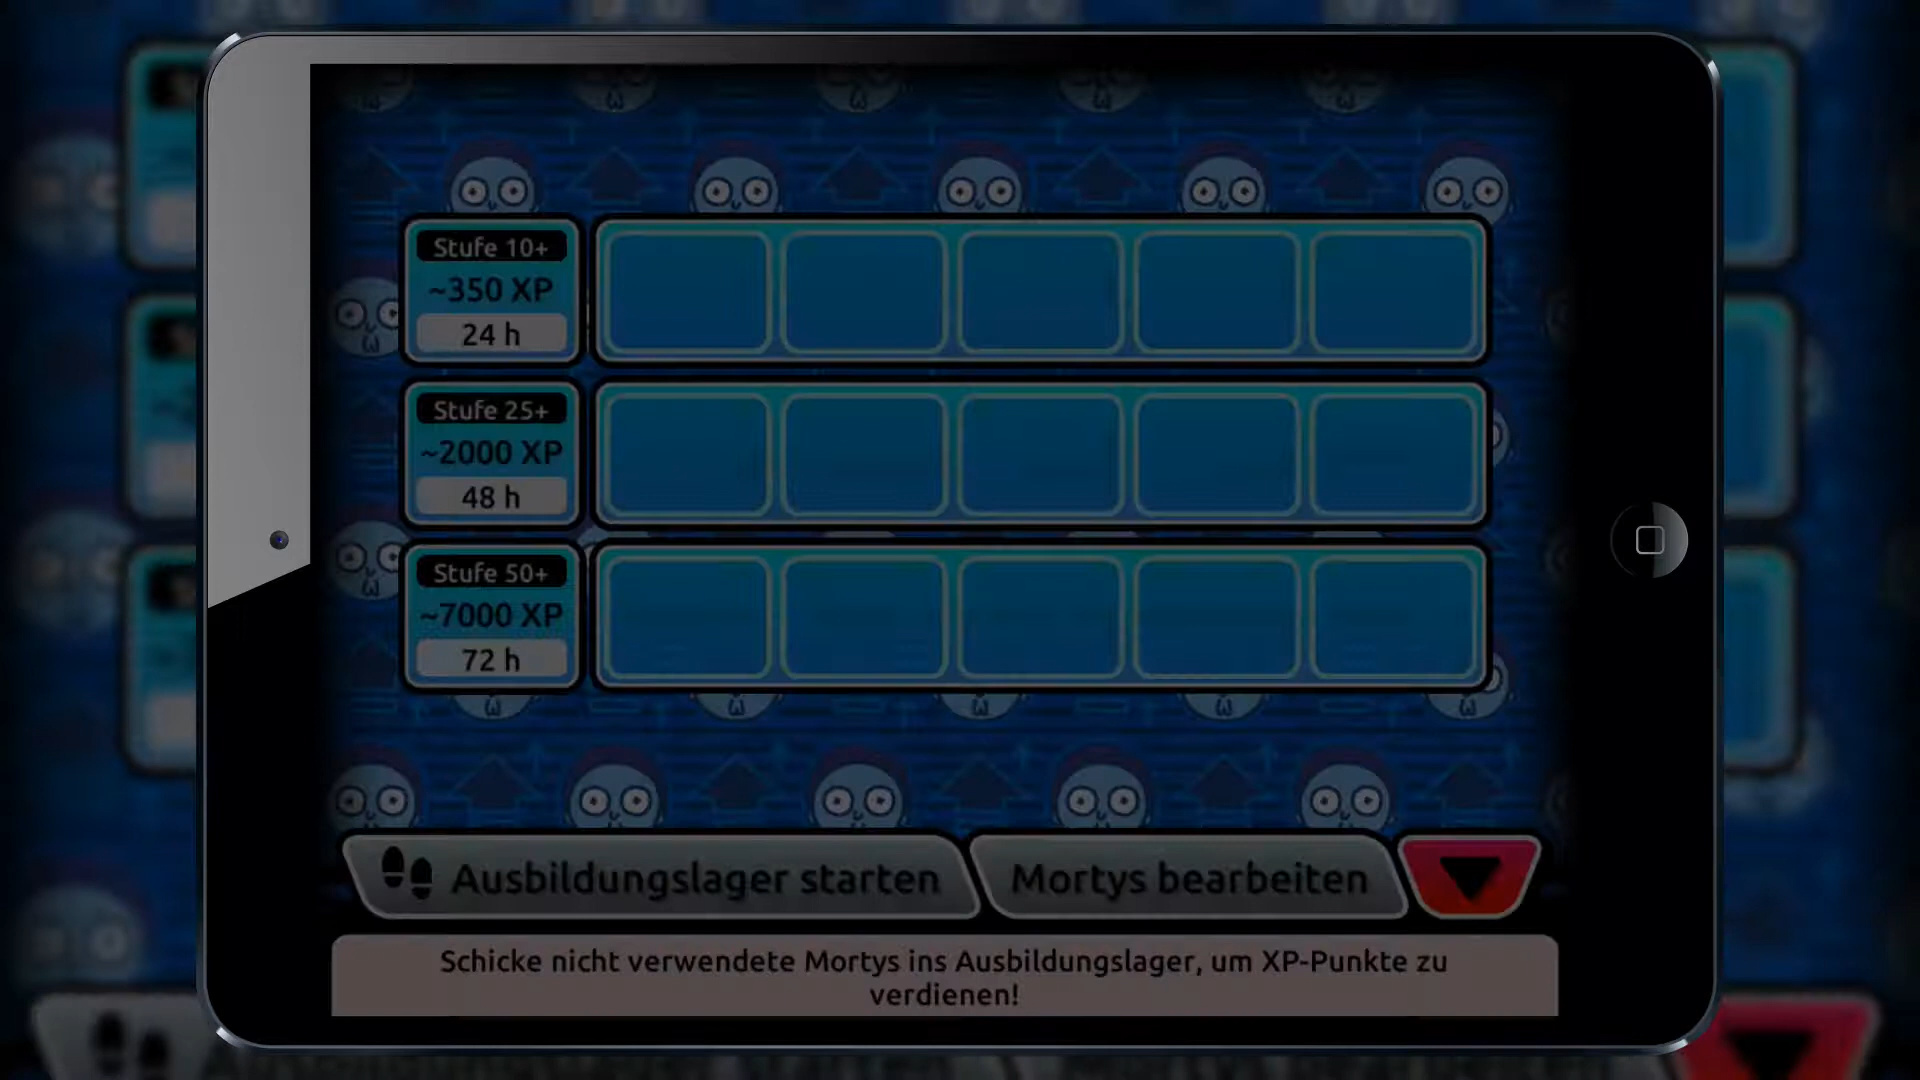 Stufe 10+
~350 XP
24 h
Stufe 25+
~2000 XP
48 h
Stufe 50+
~7000 XP
72 h
Ausbildungslager starten
Mortys bearbeiten
Schicke nicht verwendete Mortys ins Ausbildungslager, um XP-Punkte zu
verdienen!